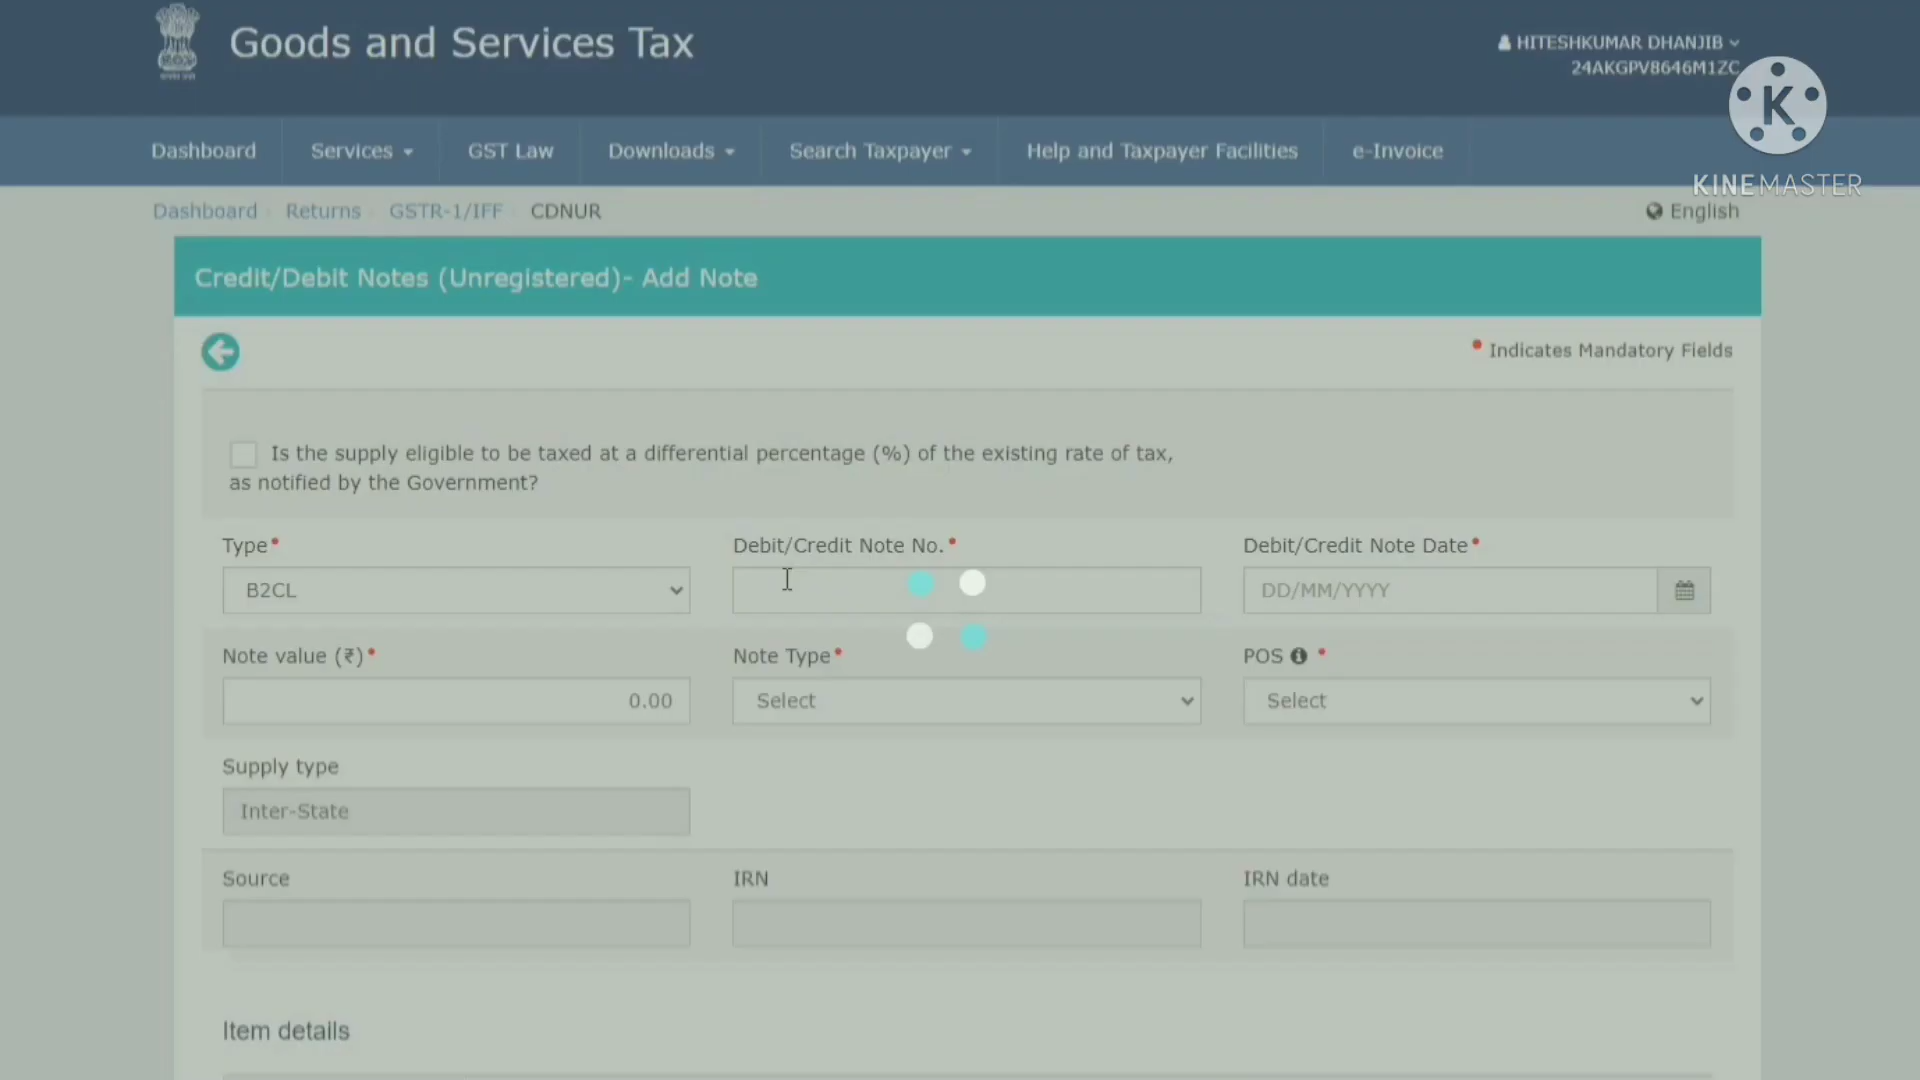 Goods and Services Tax
HITESHKUMAR DHANJIB
24AKGPV8646M1ZC
K
KINEMASTER
Dashboard
Services
GST Law
Downloads
Search Taxpayer
Help and Taxpayer Facilities
e-Invoice
Dashboard
Returns
GSTR-1/IFF
CDNUR
English
Credit/Debit Notes (Unregistered)- Add Note
• Indicates Mandatory Fields
Is the supply eligible to be taxed at a differential percentage (%) of the existing rate of tax,
as notified by the Government?
Type•
Debit/Credit Note No.•
Debit/Credit Note Date•
B2CL
DD/MM/YYYY
Note value (₹)•
Note Type•
POS •
0.00
Select
Select
Supply type
Inter-State
Source
IRN
IRN date
Item details